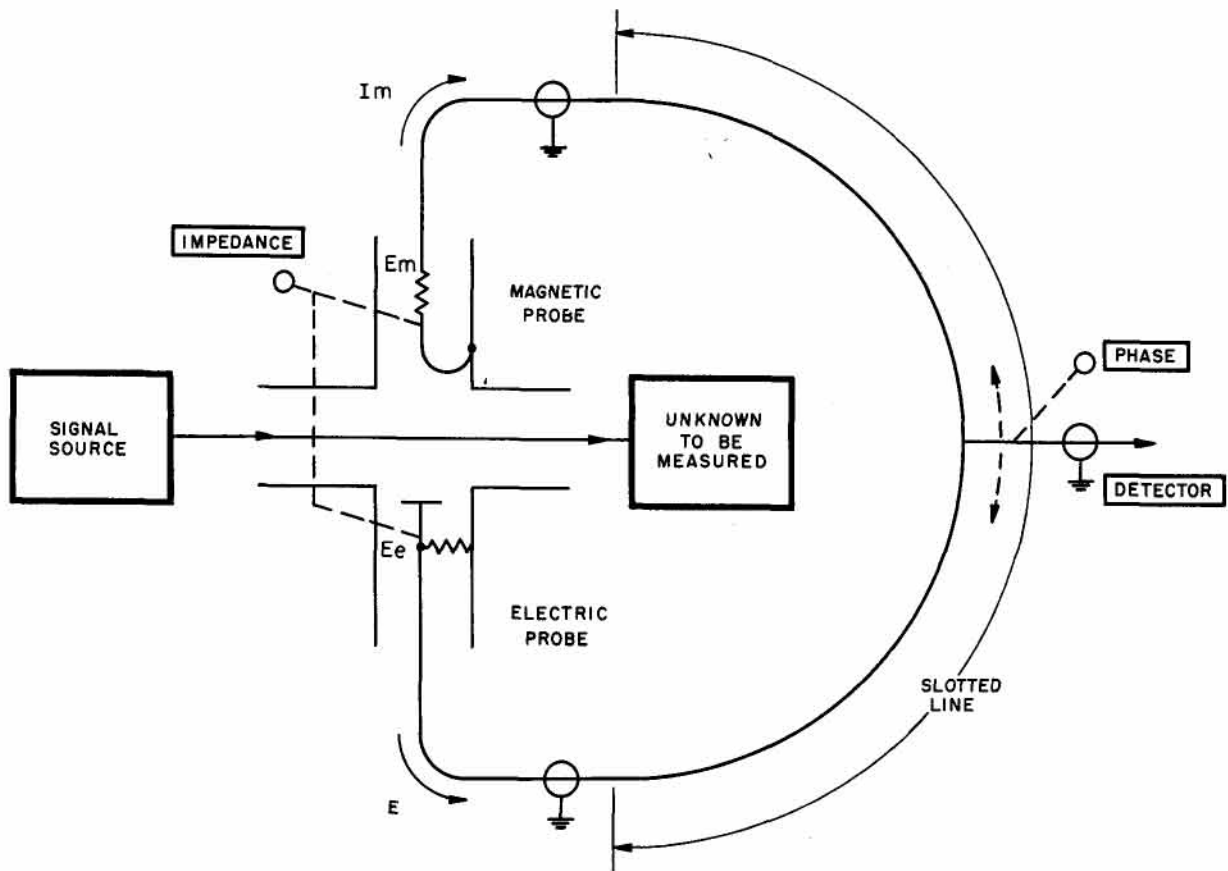 Im
IMPEDANCE
Em
MAGNETIC
PROBE
PHASE
SIGNAL
SOURCE
UNKNOWN
TO BE
MEASURED
DETECTOR
Ee
ELECTRIC
PROBE
SLOTTED
LINE
E